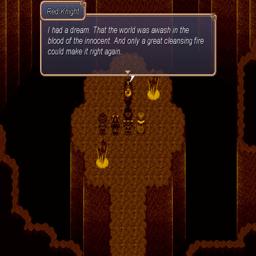 Red Knight
I had a dream. That the world was awash in the
blood of the innocent. And only a great cleansing fire
could make it right again.